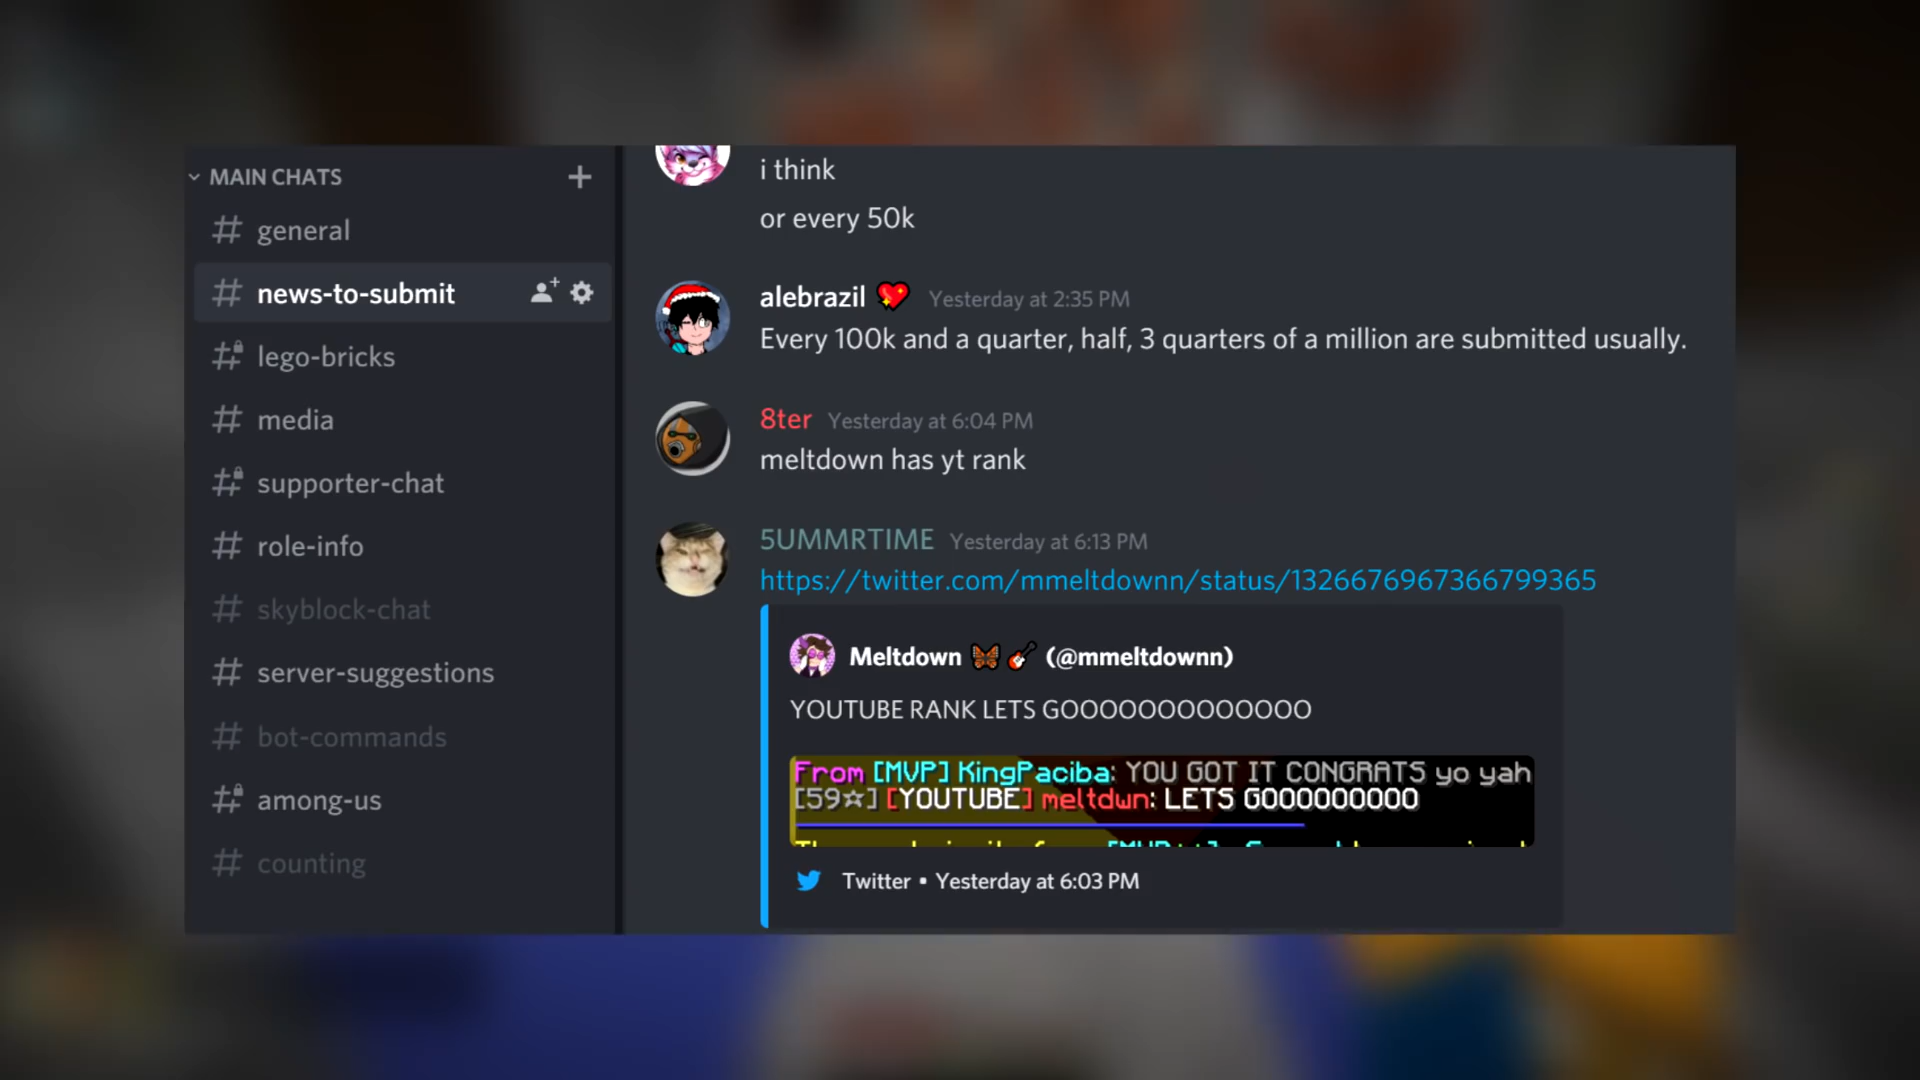 MAIN CHATS
general
news-to-submit
lego-bricks
media
supporter-chat
role-info
skyblock-chat
server-suggestions
bot-commands
among-us
counting
i think
or every 50k
alebrazil Yesterday at 2:35 PM
Every 100k and a quarter, half, 3 quarters of a million are submitted usually.
8ter Yesterday at 6:04 PM
meltdown has yt rank
5UMMRTIME Yesterday at 6:13 PM
https://twitter.com/mmeltdownn/status/1326676967366799365
Meltdown 🦋 🎸 (@mmeltdownn)
YOUTUBE RANK LETS GOOOOOOOOOOOOO
From [MVP] KingPaciba: YOU GOT IT CONGRATS yo yah
[59☆] [YOUTUBE] meltdwn: LETS GOOOOOOOOO
Twitter • Yesterday at 6:03 PM